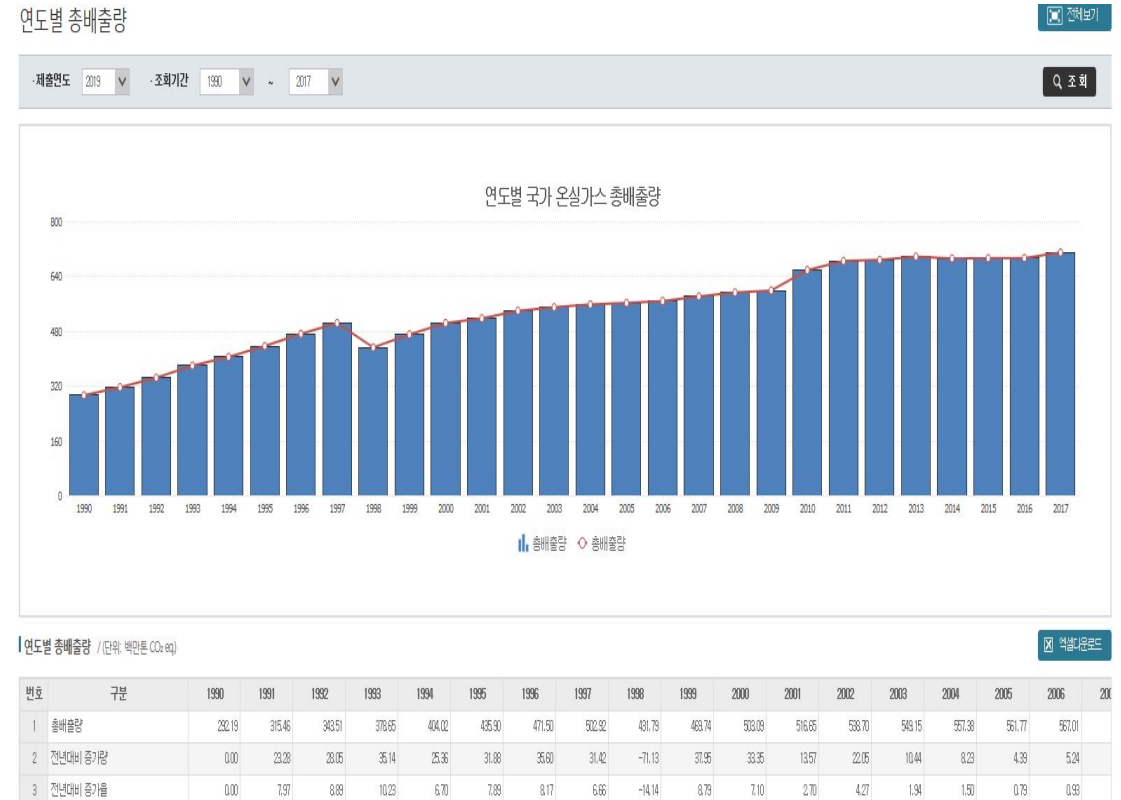 연도별 총배출량
전체보기
·제출연도 2019 ·조회기간 1990 ~ 2017 조회
연도별 국가 온실가스 총배출량
800
640
480
320
160
0
1990 1991 1992 1993 1994 1995 1996 1997 1998 1999 2000 2001 2002 2003 2004 2005 2006 2007 2008 2009 2010 2011 2012 2013 2014 2015 2016 2017
총배출량 총배출량
연도별 총배출량 / (단위: 백만톤 CO₂ eq.)
엑셀다운로드
번호 구분 1990 1991 1992 1993 1994 1995 1996 1997 1998 1999 2000 2001 2002 2003 2004 2005 2006
1 총배출량 292.19 315.46 343.51 378.65 404.02 435.90 471.50 502.92 431.79 469.74 503.09 516.65 538.70 549.15 557.38 561.77 567.01
2 전년대비 증가량 0.00 23.28 28.05 35.14 25.36 31.88 35.60 31.42 -71.13 37.95 33.35 13.57 22.05 10.44 8.23 4.39 5.24
3 전년대비 증가율 0.00 7.97 8.89 10.23 6.70 7.89 8.17 6.66 -14.14 8.79 7.10 2.70 4.27 1.94 1.50 0.79 0.93